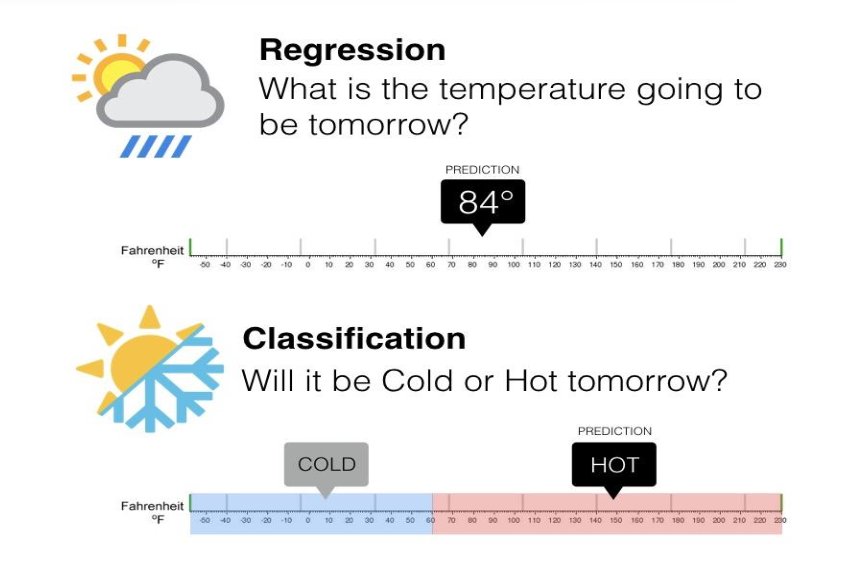 Regression
What is the temperature going to
be tomorrow?
PREDICTION
84°
Fahrenheit
°F
-50 -40 -30 -20 -10 0 10 20 30 40 50 60 70 80 90 100 110 120 130 140 150 160 170 180 190 200 210 220 230
Classification
Will it be Cold or Hot tomorrow?
PREDICTION
COLD HOT
Fahrenheit
°F
-50 -40 -30 -20 -10 0 10 20 30 40 50 60 70 80 90 100 110 120 130 140 150 160 170 180 190 200 210 220 230